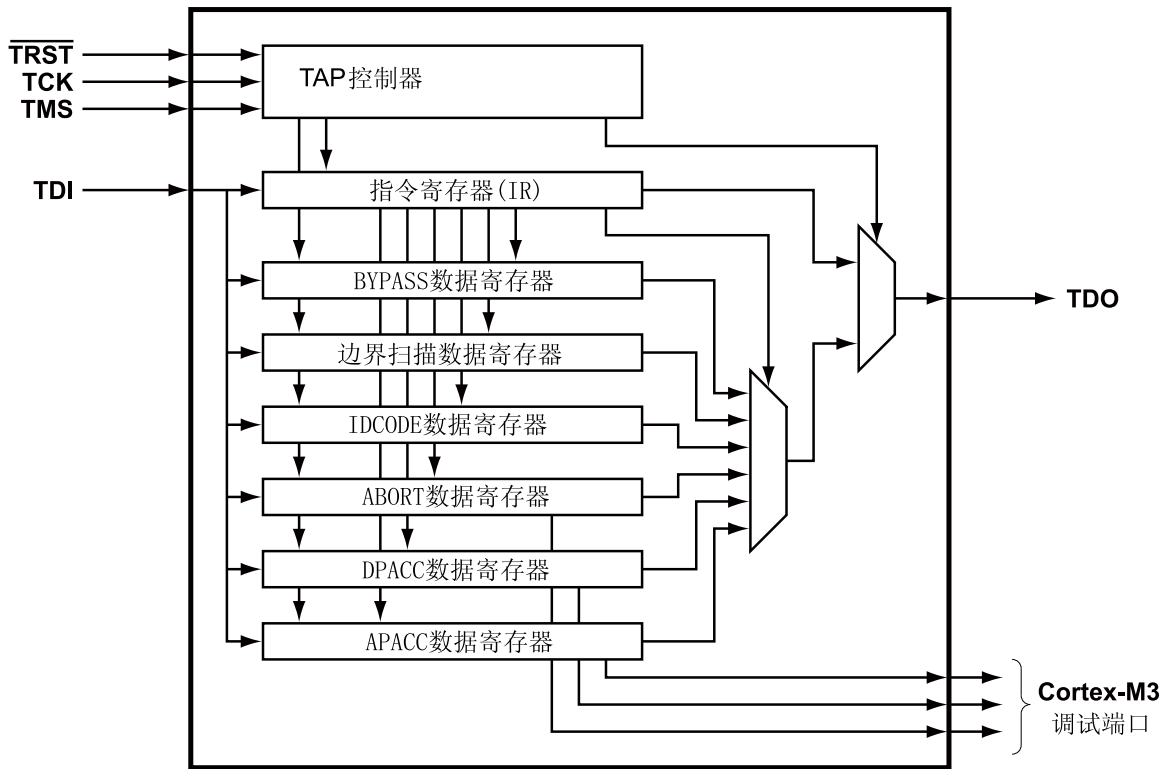 TRST
TCK
TMS
TAP控制器
TDI
指令寄存器(IR)
BYPASS数据寄存器
TDO
边界扫描数据寄存器
IDCODE数据寄存器
ABORT数据寄存器
DPACC数据寄存器
APACC数据寄存器
Cortex-M3
调试端口